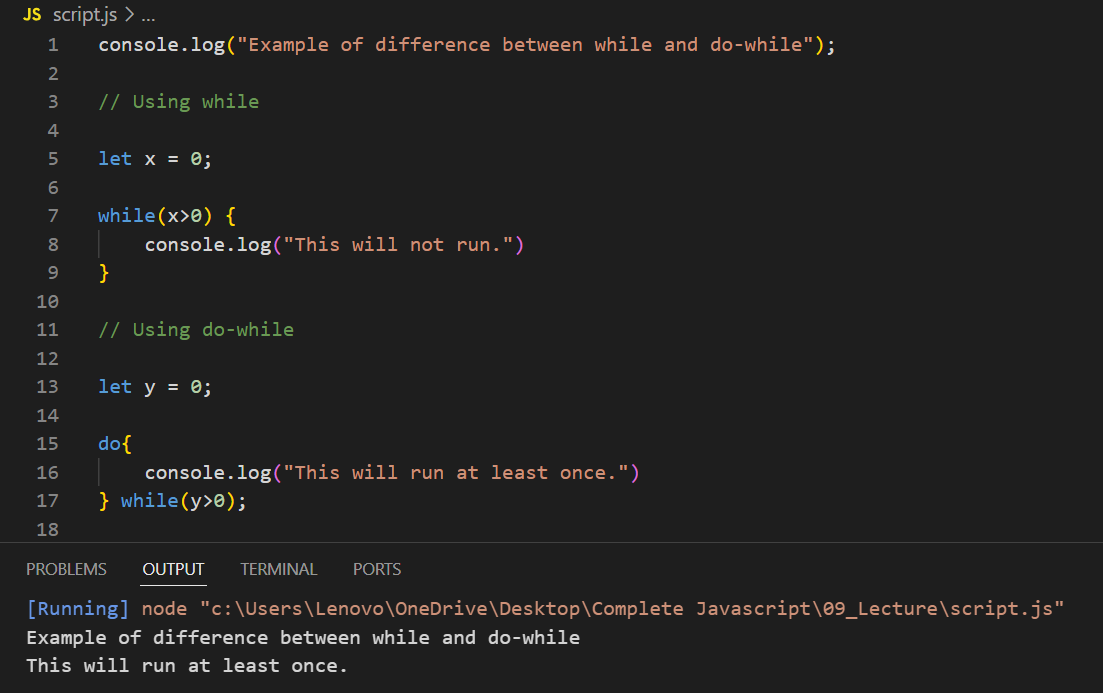 JS script.js > ...
1 console.log("Example of difference between while and do-while");
2
3 // Using while
4
5 let x = 0;
6
7 while(x>0) {
8     console.log("This will not run.")
9 }
10
11 // Using do-while
12
13 let y = 0;
14
15 do{
16     console.log("This will run at least once.")
17 } while(y>0);
18
PROBLEMS OUTPUT TERMINAL PORTS
[Running] node "c:\Users\Lenovo\OneDrive\Desktop\Complete Javascript\09_Lecture\script.js"
Example of difference between while and do-while
This will run at least once.